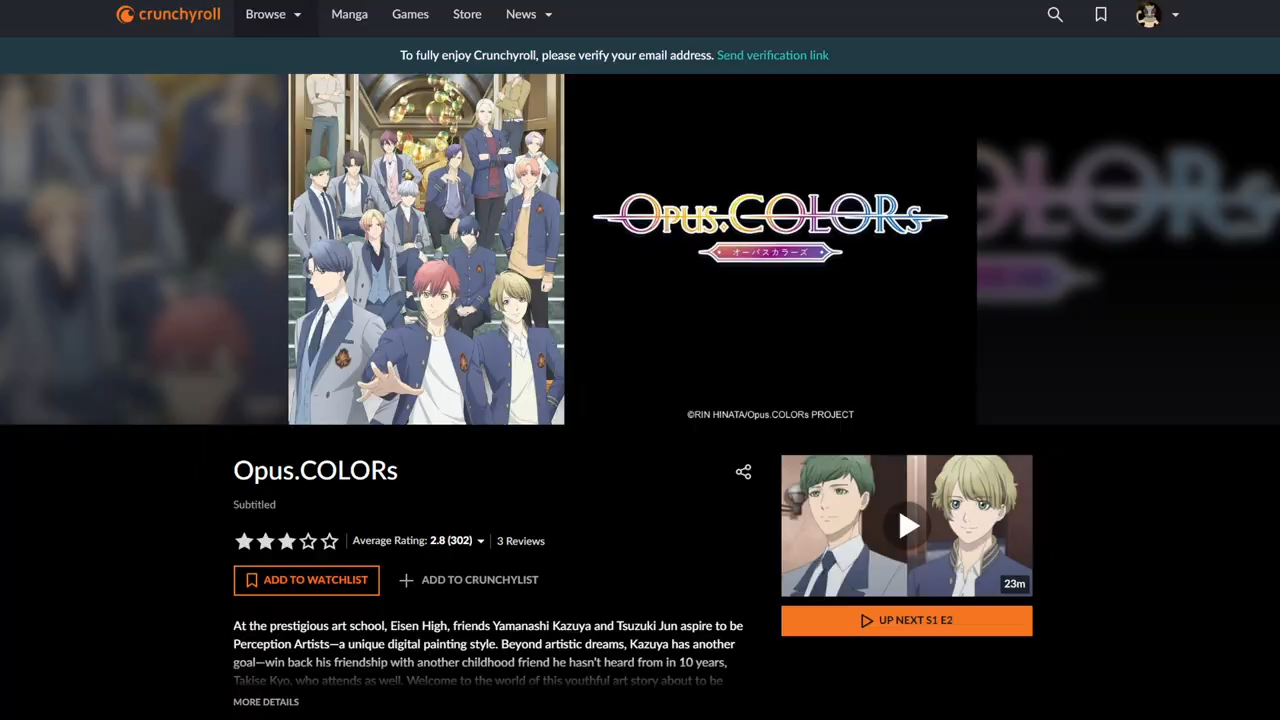 crunchyroll
Browse
Manga
Games
Store
News
To fully enjoy Crunchyroll, please verify your email address. Send verification link
Opus.COLORs
オーパスカラーズ
©RIN HINATA/Opus.COLORs PROJECT
Opus.COLORs
Subtitled
Average Rating: 2.8 (302)
3 Reviews
ADD TO WATCHLIST
ADD TO CRUNCHYLIST
23m
UP NEXT S1 E2
At the prestigious art school, Eisen High, friends Yamanashi Kazuya and Tsuzuki Jun aspire to be
Perception Artists—a unique digital painting style. Beyond artistic dreams, Kazuya has another
goal—win back his friendship with another childhood friend he hasn't heard from in 10 years,
Takise Kyo, who attends as well. Welcome to the world of this youthful art story about to be
MORE DETAILS